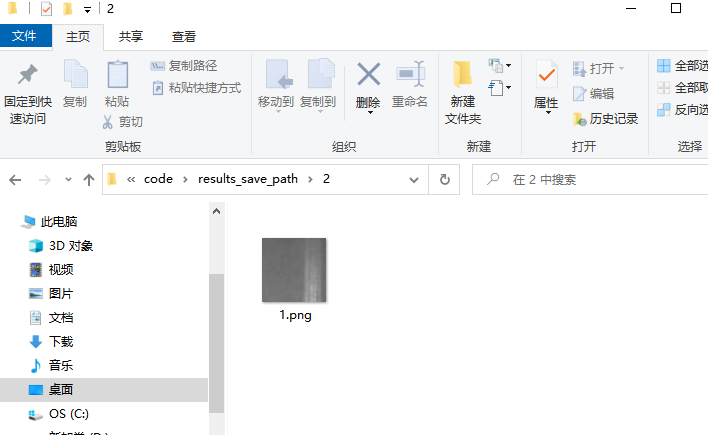 2
文件
主页
共享
查看
固定到快速访问
复制
粘贴
复制路径
粘贴快捷方式
剪切
剪贴板
移动到
复制到
删除
重命名
组织
新建
文件夹
新建
属性
打开
编辑
历史记录
打开
全部选
全部取
反向选
选择
« code › results_save_path › 2
在 2 中搜索
此电脑
3D 对象
视频
图片
文档
下载
音乐
桌面
OS (C:)
1.png